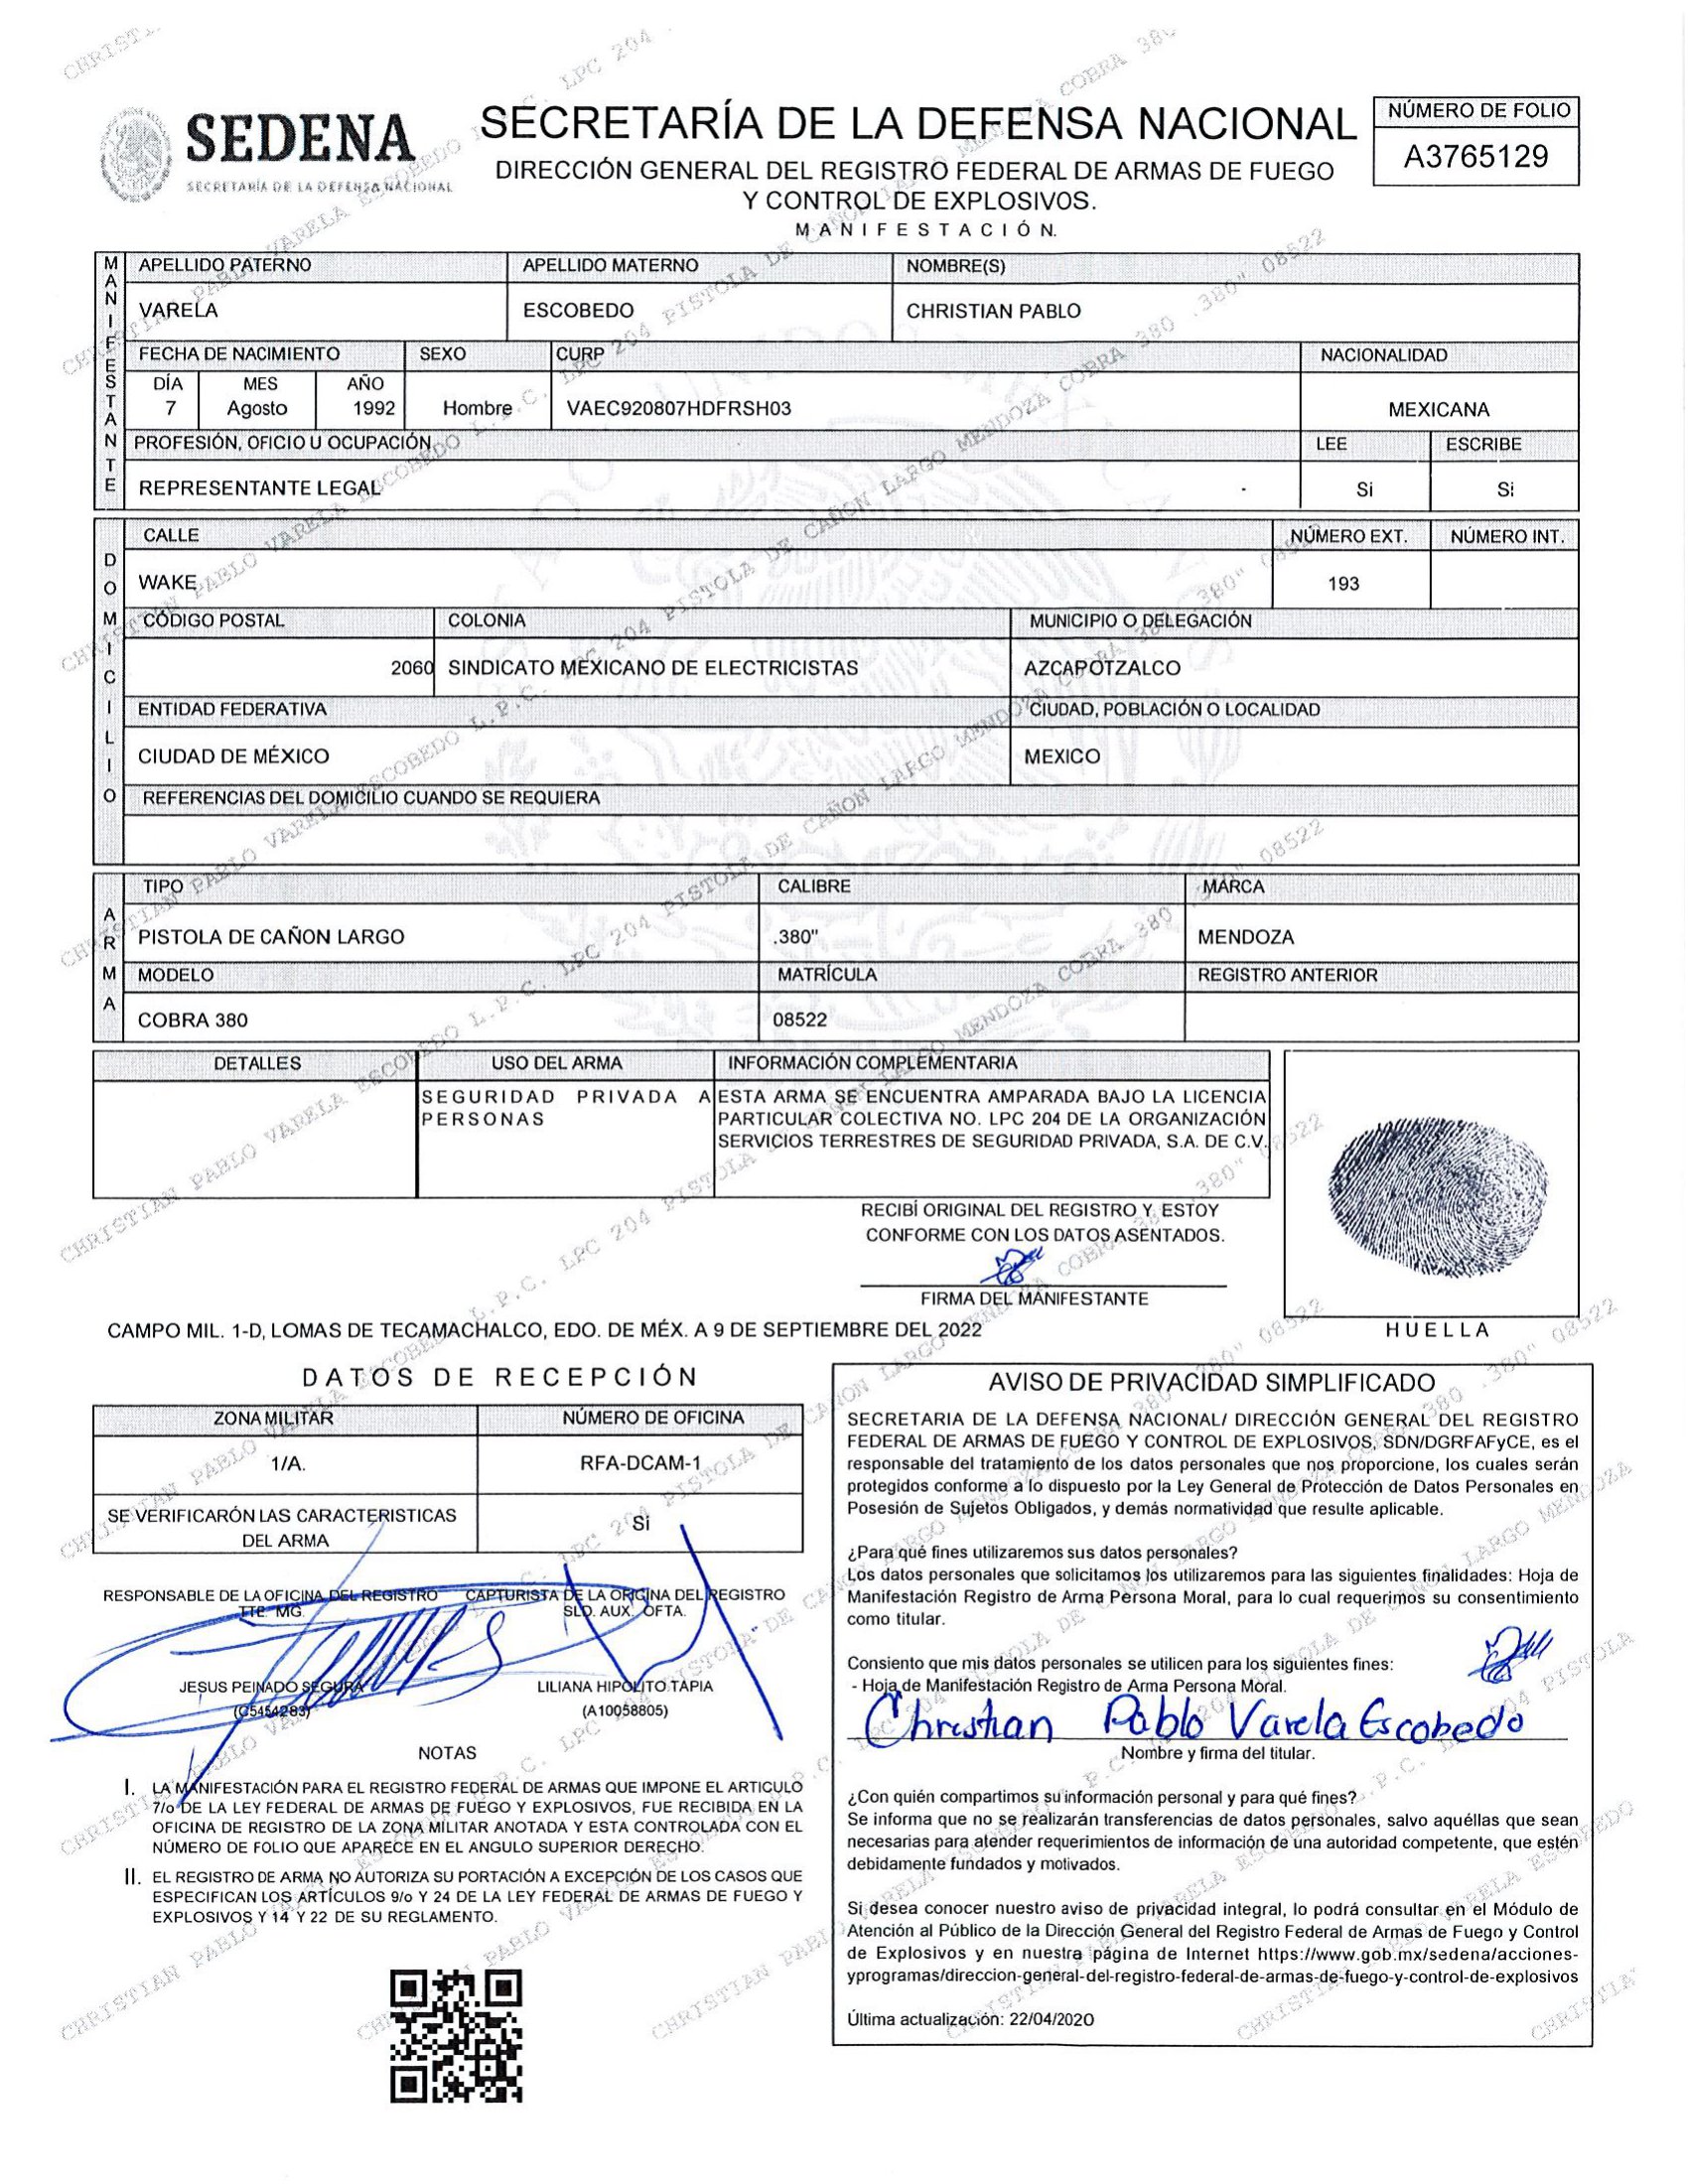 SEDENA
SECRETARÍA DE LA DEFENSA NACIONAL
SECRETARÍA DE LA DEFENSA NACIONAL
DIRECCIÓN GENERAL DEL REGISTRO FEDERAL DE ARMAS DE FUEGO
Y CONTROL DE EXPLOSIVOS.
MANIFESTACIÓN.
NÚMERO DE FOLIO
A3765129
MANIFESTANTE
APELLIDO PATERNO APELLIDO MATERNO NOMBRE(S)
VARELA ESCOBEDO CHRISTIAN PABLO
FECHA DE NACIMIENTO SEXO CURP NACIONALIDAD
DÍA MES AÑO
7 Agosto 1992 Hombre VAEC920807HDFRSH03 MEXICANA
PROFESIÓN, OFICIO U OCUPACIÓN LEE ESCRIBE
REPRESENTANTE LEGAL Si Si
DOMICILIO
CALLE NÚMERO EXT. NÚMERO INT.
WAKE 193
CÓDIGO POSTAL COLONIA MUNICIPIO O DELEGACIÓN
2060 SINDICATO MEXICANO DE ELECTRICISTAS AZCAPOTZALCO
ENTIDAD FEDERATIVA CIUDAD, POBLACIÓN O LOCALIDAD
CIUDAD DE MÉXICO MEXICO
REFERENCIAS DEL DOMICILIO CUANDO SE REQUIERA
ARMA
TIPO CALIBRE MARCA
PISTOLA DE CAÑON LARGO .380" MENDOZA
MODELO MATRÍCULA REGISTRO ANTERIOR
COBRA 380 08522
DETALLES USO DEL ARMA INFORMACIÓN COMPLEMENTARIA
SEGURIDAD PRIVADA A
PERSONAS
ESTA ARMA SE ENCUENTRA AMPARADA BAJO LA LICENCIA
PARTICULAR COLECTIVA NO. LPC 204 DE LA ORGANIZACIÓN
SERVICIOS TERRESTRES DE SEGURIDAD PRIVADA, S.A. DE C.V.
RECIBÍ ORIGINAL DEL REGISTRO Y ESTOY
CONFORME CON LOS DATOS ASENTADOS.
FIRMA DEL MANIFESTANTE
HUELLA
CAMPO MIL. 1-D, LOMAS DE TECAMACHALCO, EDO. DE MÉX. A 9 DE SEPTIEMBRE DEL 2022
DATOS DE RECEPCIÓN
ZONA MILITAR NÚMERO DE OFICINA
1/A. RFA-DCAM-1
SE VERIFICARÓN LAS CARACTERISTICAS
DEL ARMA
Si
RESPONSABLE DE LA OFICINA DEL REGISTRO CAPTURISTA DE LA OFICINA DEL REGISTRO
TTE. MG. SLD. AUX. OFTA.
JESUS PEINADO SEGURA LILIANA HIPOLITO TAPIA
(C5454283) (A10058805)
NOTAS
I. LA MANIFESTACIÓN PARA EL REGISTRO FEDERAL DE ARMAS QUE IMPONE EL ARTICULO
7/o DE LA LEY FEDERAL DE ARMAS DE FUEGO Y EXPLOSIVOS, FUE RECIBIDA EN LA
OFICINA DE REGISTRO DE LA ZONA MILITAR ANOTADA Y ESTA CONTROLADA CON EL
NÚMERO DE FOLIO QUE APARECE EN EL ANGULO SUPERIOR DERECHO.
II. EL REGISTRO DE ARMA NO AUTORIZA SU PORTACIÓN A EXCEPCIÓN DE LOS CASOS QUE
ESPECIFICAN LOS ARTÍCULOS 9/o Y 24 DE LA LEY FEDERAL DE ARMAS DE FUEGO Y
EXPLOSIVOS Y 14 Y 22 DE SU REGLAMENTO.
AVISO DE PRIVACIDAD SIMPLIFICADO
SECRETARIA DE LA DEFENSA NACIONAL/ DIRECCIÓN GENERAL DEL REGISTRO
FEDERAL DE ARMAS DE FUEGO Y CONTROL DE EXPLOSIVOS, SDN/DGRFAFyCE, es el
responsable del tratamiento de los datos personales que nos proporcione, los cuales serán
protegidos conforme a lo dispuesto por la Ley General de Protección de Datos Personales en
Posesión de Sujetos Obligados, y demás normatividad que resulte aplicable.
¿Para qué fines utilizaremos sus datos personales?
Los datos personales que solicitamos los utilizaremos para las siguientes finalidades: Hoja de
Manifestación Registro de Arma Persona Moral, para lo cual requerimos su consentimiento
como titular.
Consiento que mis datos personales se utilicen para los siguientes fines:
- Hoja de Manifestación Registro de Arma Persona Moral.
Christian Pablo Varela Escobedo
Nombre y firma del titular.
¿Con quién compartimos su información personal y para qué fines?
Se informa que no se realizarán transferencias de datos personales, salvo aquéllas que sean
necesarias para atender requerimientos de información de una autoridad competente, que estén
debidamente fundados y motivados.
Si desea conocer nuestro aviso de privacidad integral, lo podrá consultar en el Módulo de
Atención al Público de la Dirección General del Registro Federal de Armas de Fuego y Control
de Explosivos y en nuestra página de Internet https://www.gob.mx/sedena/acciones-
yprogramas/direccion-general-del-registro-federal-de-armas-de-fuego-y-control-de-explosivos
Última actualización: 22/04/2020
CHRISTIAN PABLO VARELA ESCOBEDO L.P.C. LPC 204 PISTOLA DE CAÑON LARGO MENDOZA COBRA 380 .380" 08522